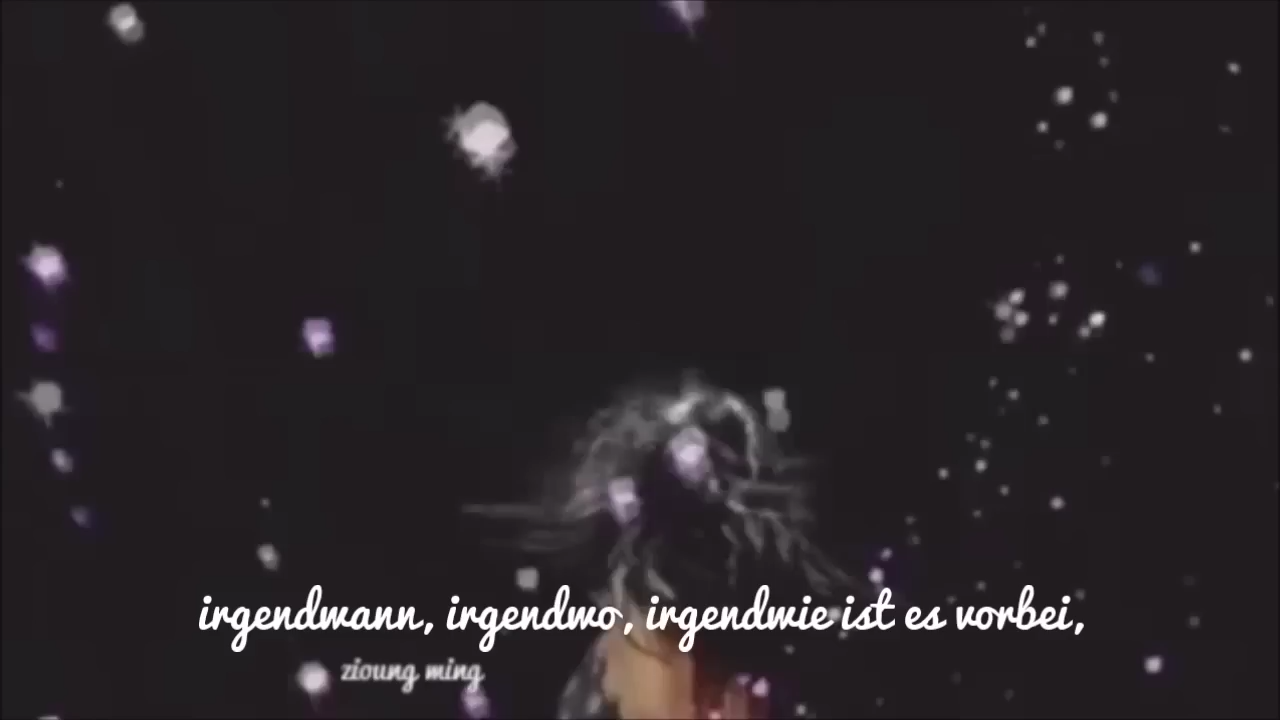 irgendwann, irgendwo, irgendwie ist es vorbei,
zioung ming